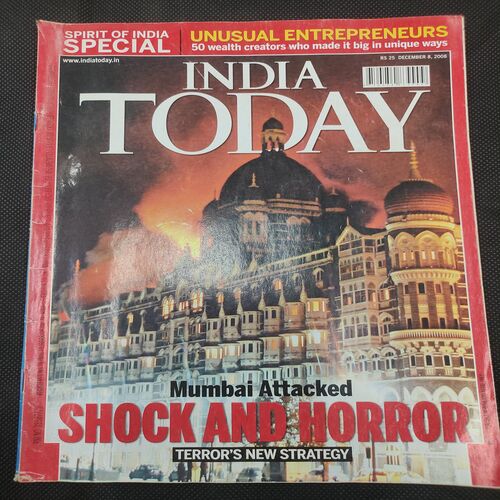 SPIRIT OF INDIA
SPECIAL
UNUSUAL ENTREPRENEURS
50 wealth creators who made it big in unique ways
www.indiatoday.in
RS 25 DECEMBER 8, 2008
INDIA
TODAY
Mumbai Attacked
SHOCK AND HORROR
TERROR'S NEW STRATEGY